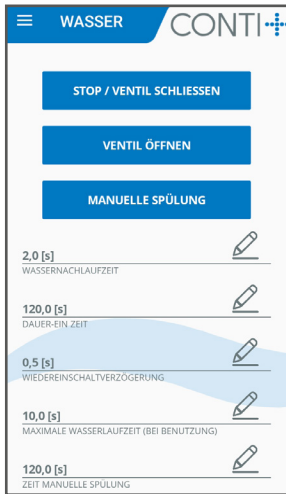 WASSER
CONTI+
STOP / VENTIL SCHLIESSEN
VENTIL ÖFFNEN
MANUELLE SPÜLUNG
2,0 [s]
WASSERNACHLAUFZEIT
120,0 [s]
DAUER-EIN ZEIT
0,5 [s]
WIEDEREINSCHALTVERZÖGERUNG
10,0 [s]
MAXIMALE WASSERLAUFZEIT (BEI BENUTZUNG)
120,0 [s]
ZEIT MANUELLE SPÜLUNG